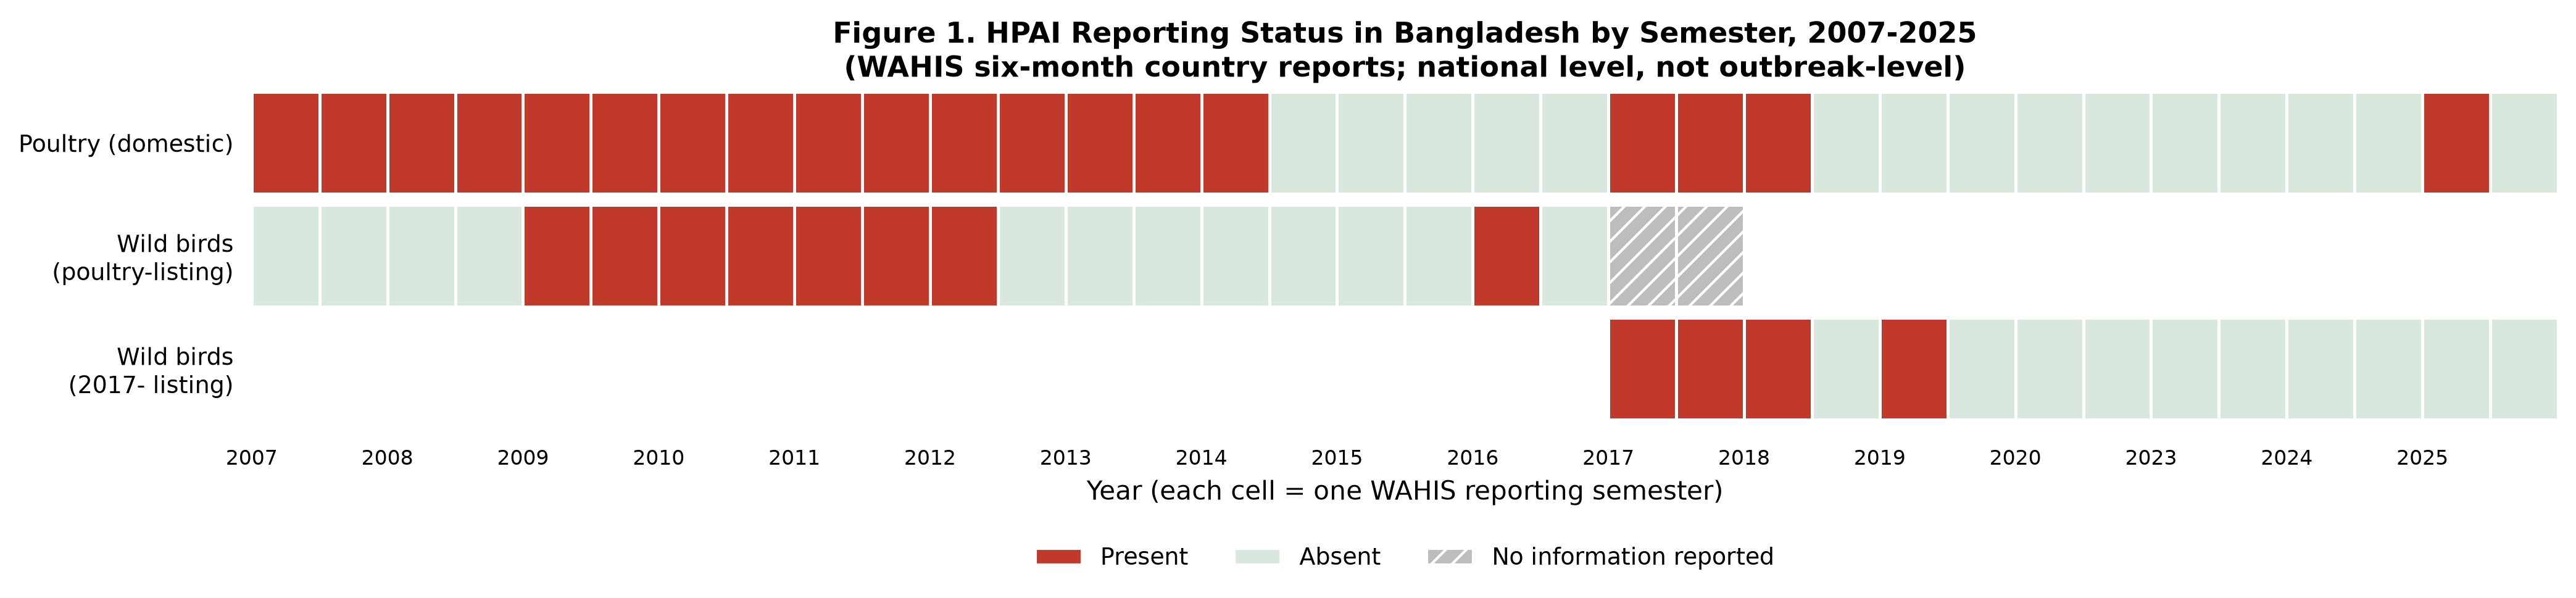 Figure 1. HPAI Reporting Status in Bangladesh by Semester, 2007-2025
(WAHIS six-month country reports; national level, not outbreak-level)
Poultry (domestic)
Wild birds
(poultry-listing)
Wild birds
(2017- listing)
2007 2008 2009 2010 2011 2012 2013 2014 2015 2016 2017 2018 2019 2020 2023 2024 2025
Year (each cell = one WAHIS reporting semester)
Present Absent No information reported